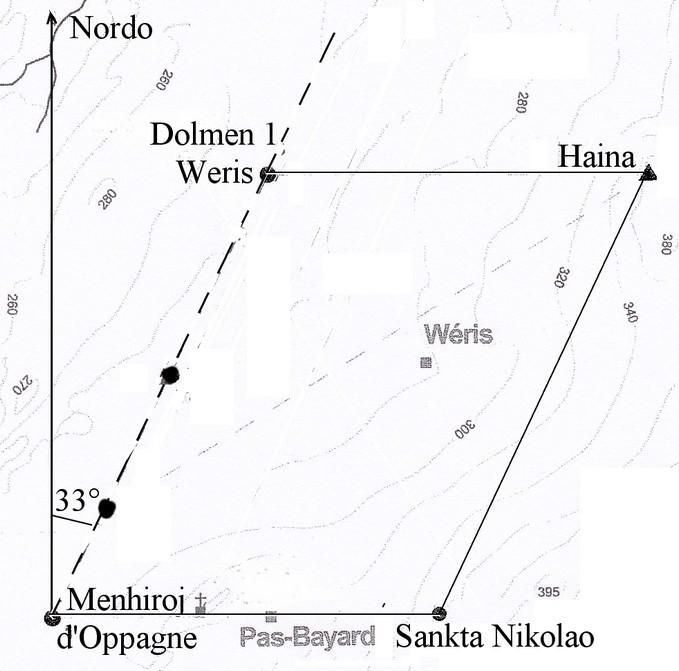 Nordo
260
280
Dolmen 1
Weris
Haina
280
380
260
320
340
Wéris
270
300
33°
395
Menhiroj
d'Oppagne
Pas-Bayard
Sankta Nikolao